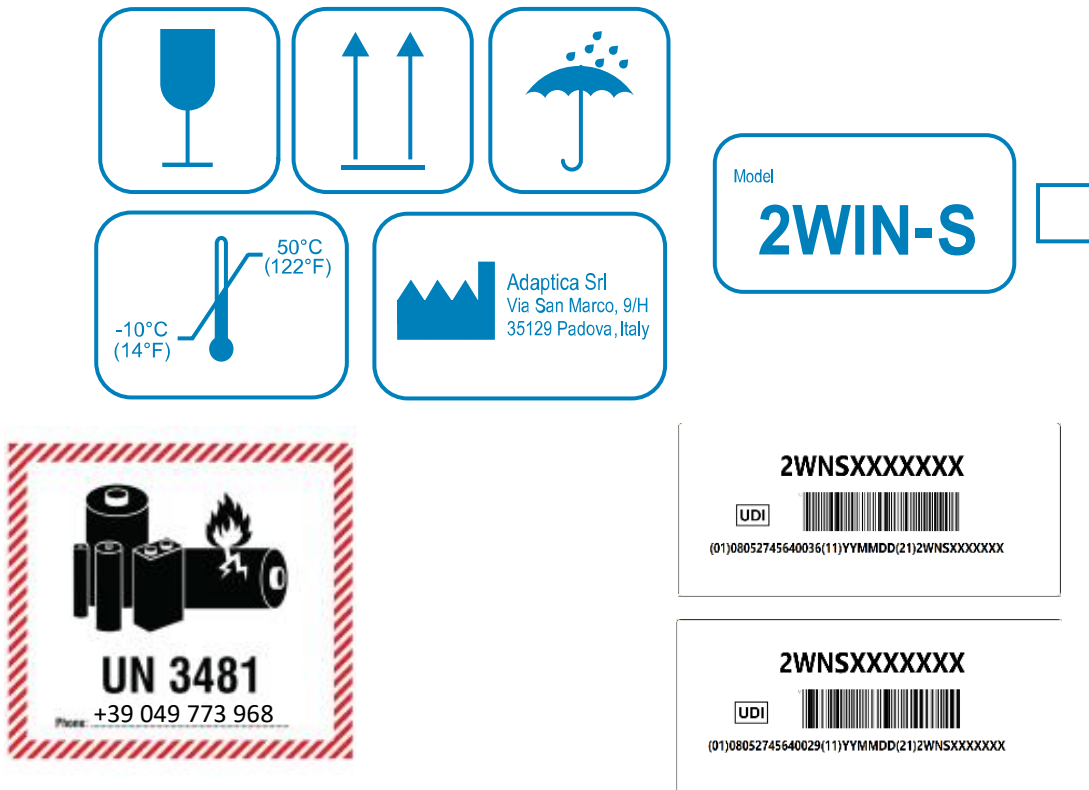 Model
2WIN-S
50°C
(122°F)
-10°C
(14°F)
Adaptica Srl
Via San Marco, 9/H
35129 Padova, Italy
UN 3481
Phone: +39 049 773 968
2WNSXXXXXXX
UDI
(01)08052745640036(11)YYMMDD(21)2WNSXXXXXXX
2WNSXXXXXXX
UDI
(01)08052745640029(11)YYMMDD(21)2WNSXXXXXXX